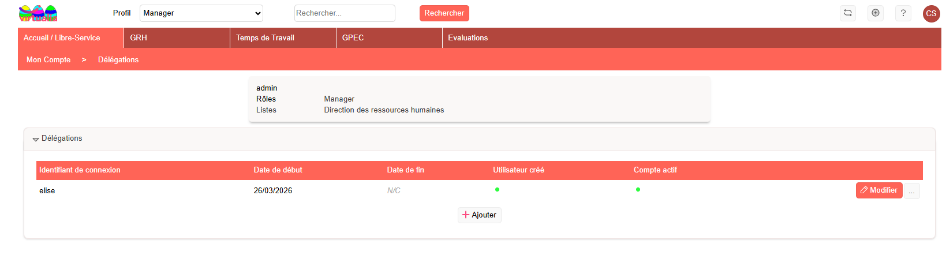 Virtualia
Profil Manager Rechercher... Rechercher ? CS
Accueil / Libre-Service GRH Temps de Travail GPEC Evaluations
Mon Compte > Délégations
admin
Rôles Manager
Listes Direction des ressources humaines
Délégations
Identifiant de connexion Date de début Date de fin Utilisateur créé Compte actif
elise 26/03/2026 N/C Modifier ...
+ Ajouter